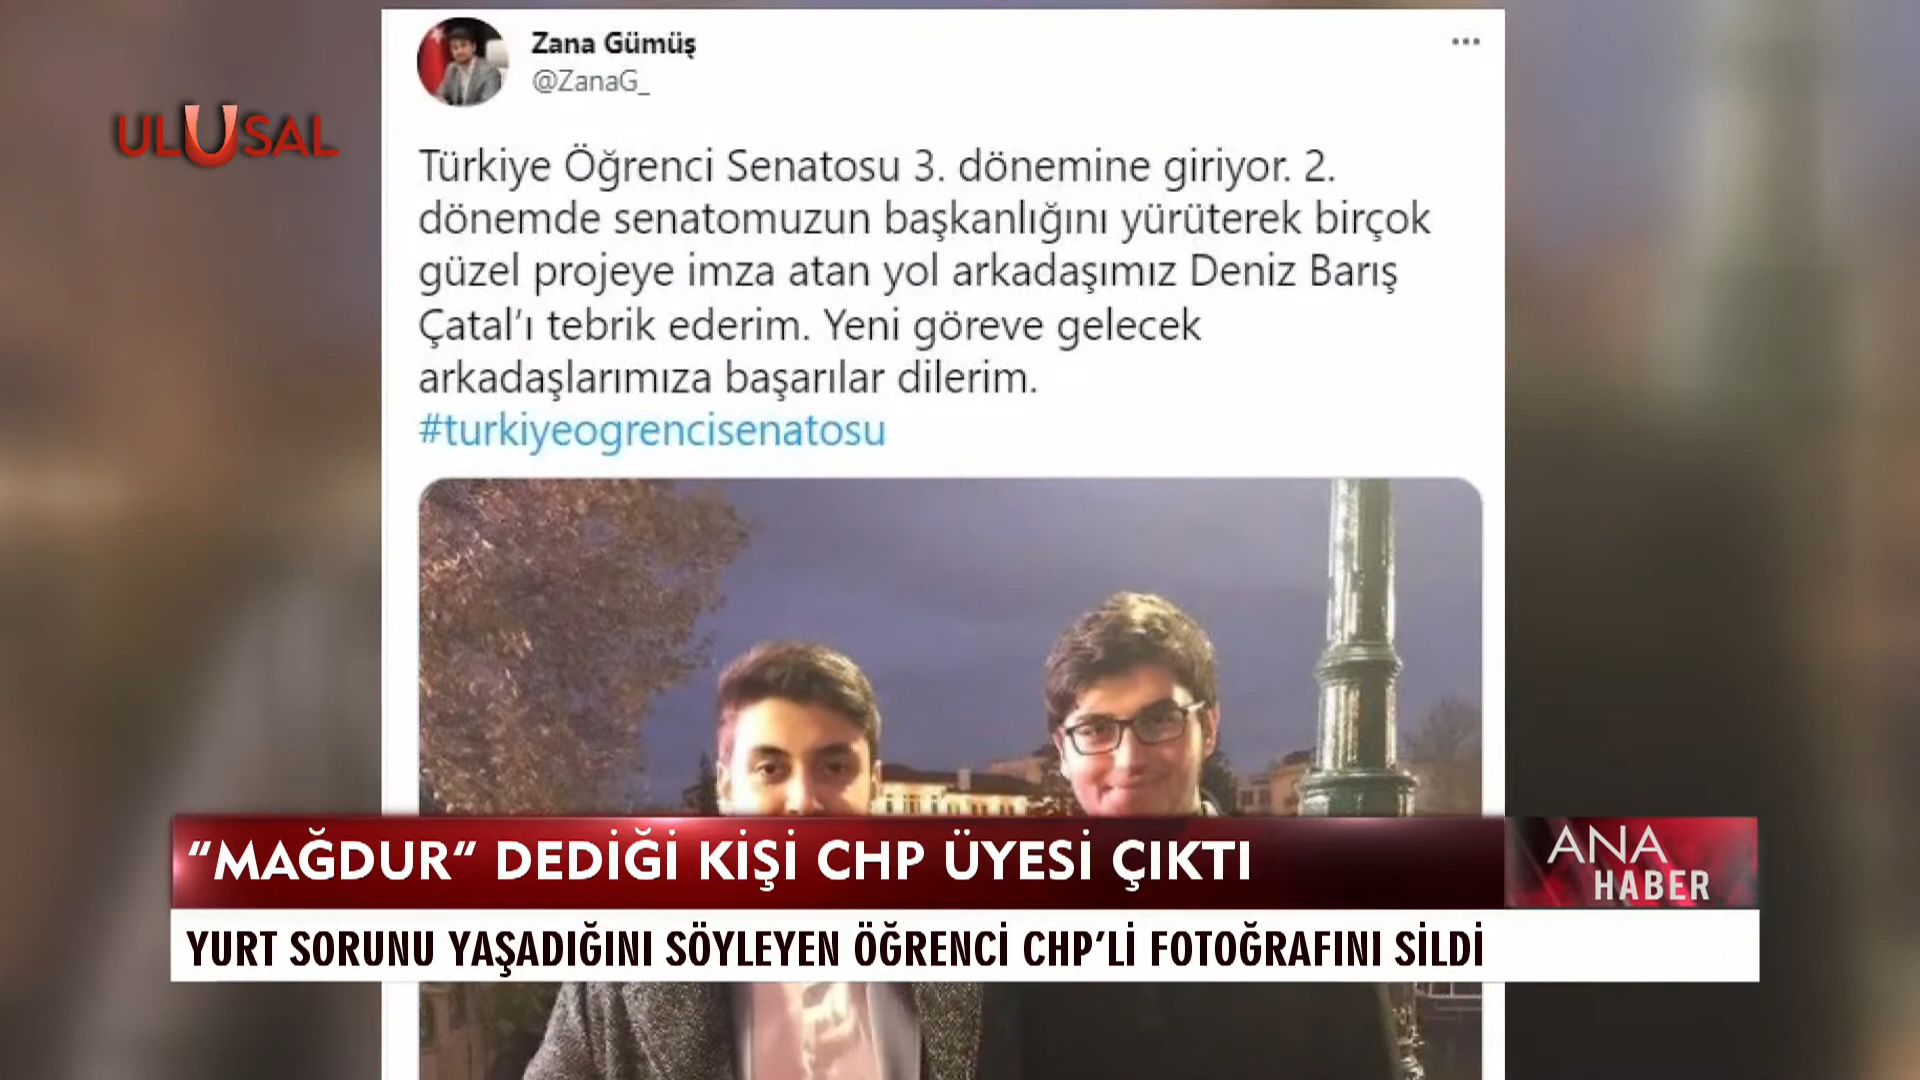 Zana Gümüş
@ZanaG_
ULUSAL
Türkiye Öğrenci Senatosu 3. dönemine giriyor. 2.
dönemde senatomuzun başkanlığını yürüterek birçok
güzel projeye imza atan yol arkadaşımız Deniz Barış
Çatal’ı tebrik ederim. Yeni göreve gelecek
arkadaşlarımıza başarılar dilerim.
#turkiyeogrencisenatosu
“MAĞDUR“ DEDİĞİ KİŞİ CHP ÜYESİ ÇIKTI
ANA
HABER
YURT SORUNU YAŞADIĞINI SÖYLEYEN ÖĞRENCİ CHP’Lİ FOTOĞRAFINI SİLDİ